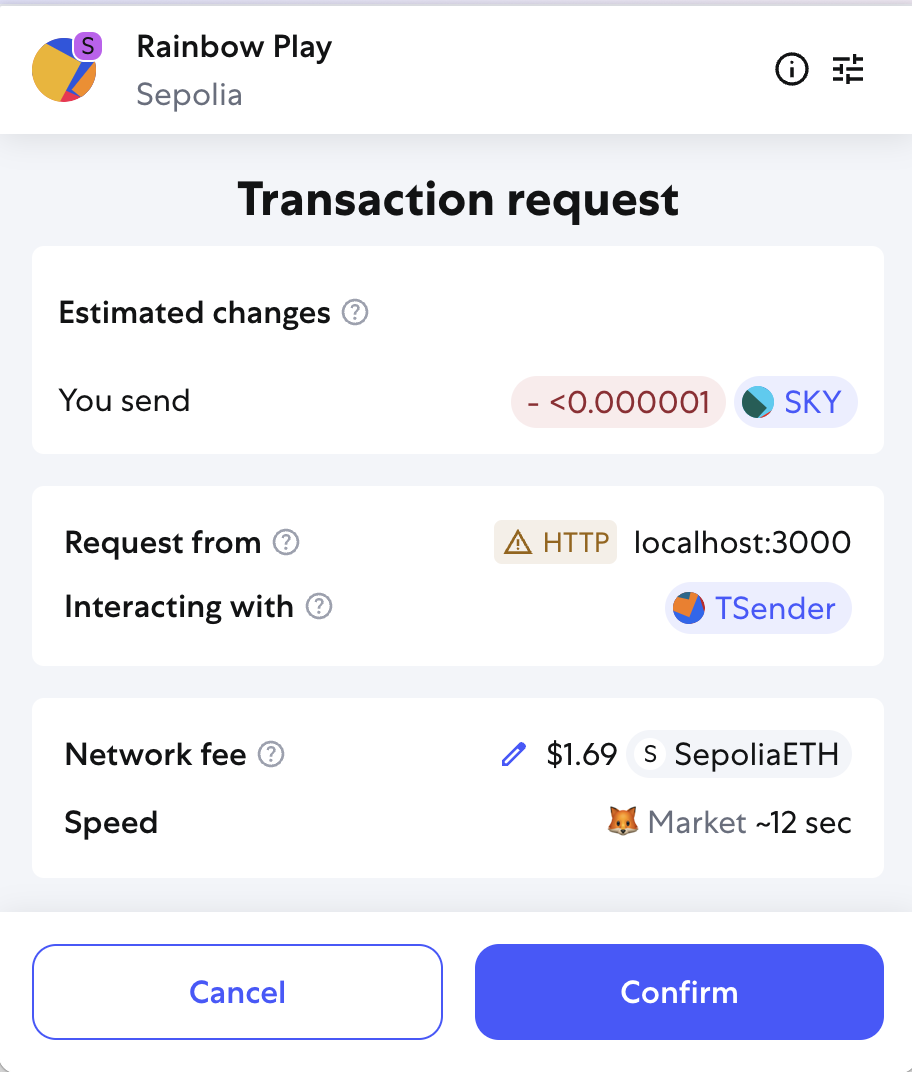 S
Rainbow Play
Sepolia
Transaction request
Estimated changes ?
You send - <0.000001 SKY
Request from ? HTTP localhost:3000
Interacting with ? TSender
Network fee ? $1.69 S SepoliaETH
Speed Market ~12 sec
Cancel Confirm